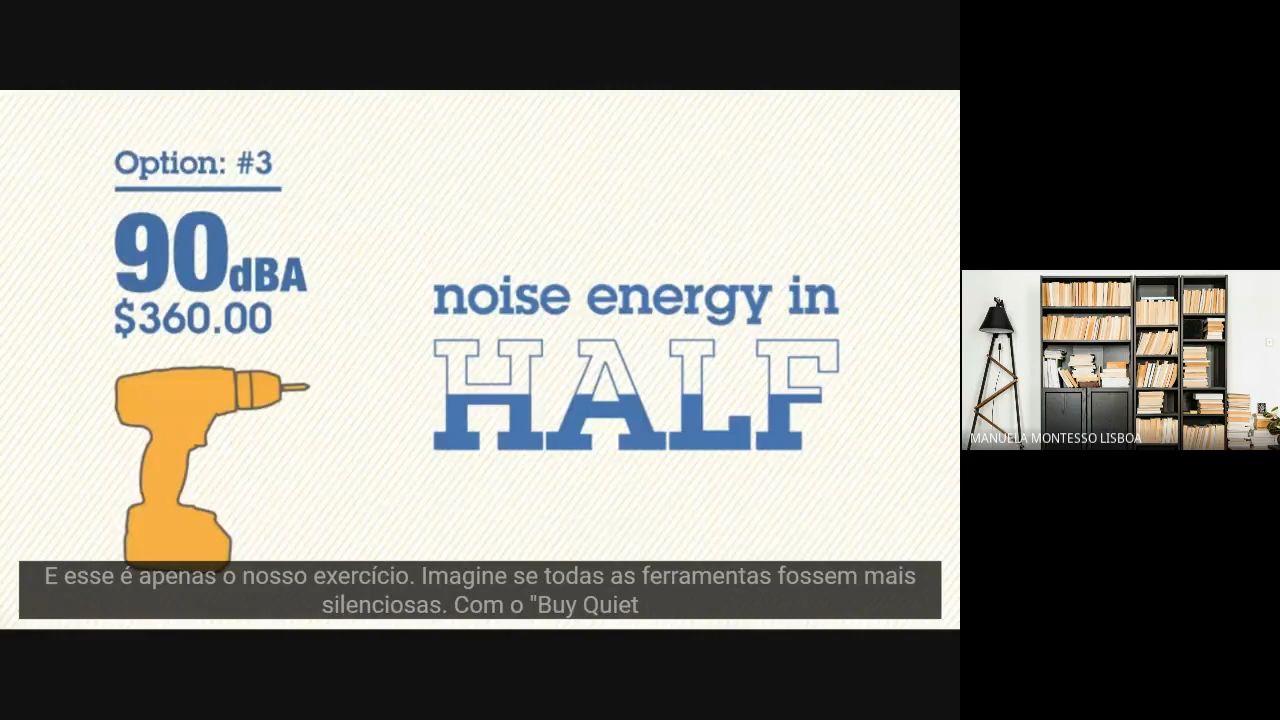 Option: #3
90dBA
$360.00
noise energy in
HALF
E esse é apenas o nosso exercício. Imagine se todas as ferramentas fossem mais
silenciosas. Com o "Buy Quiet
MANUELA MONTESSO LISBOA